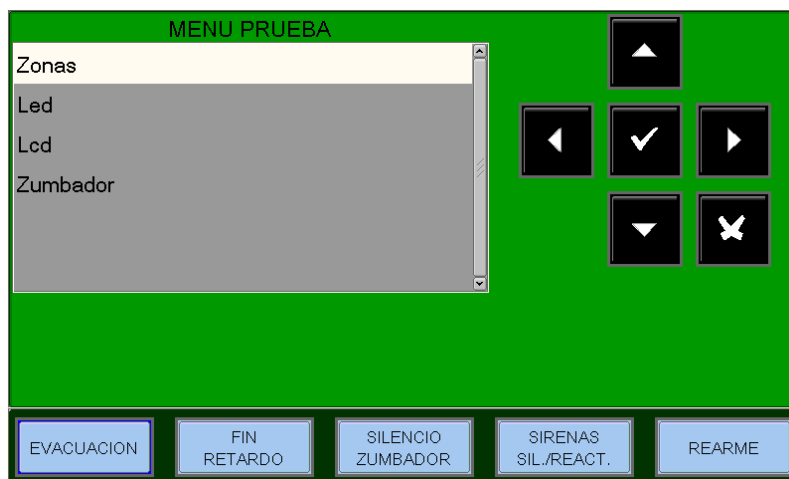 MENU PRUEBA
Zonas
Led
Lcd
Zumbador
EVACUACION
FIN
RETARDO
SILENCIO
ZUMBADOR
SIRENAS
SIL./REACT.
REARME